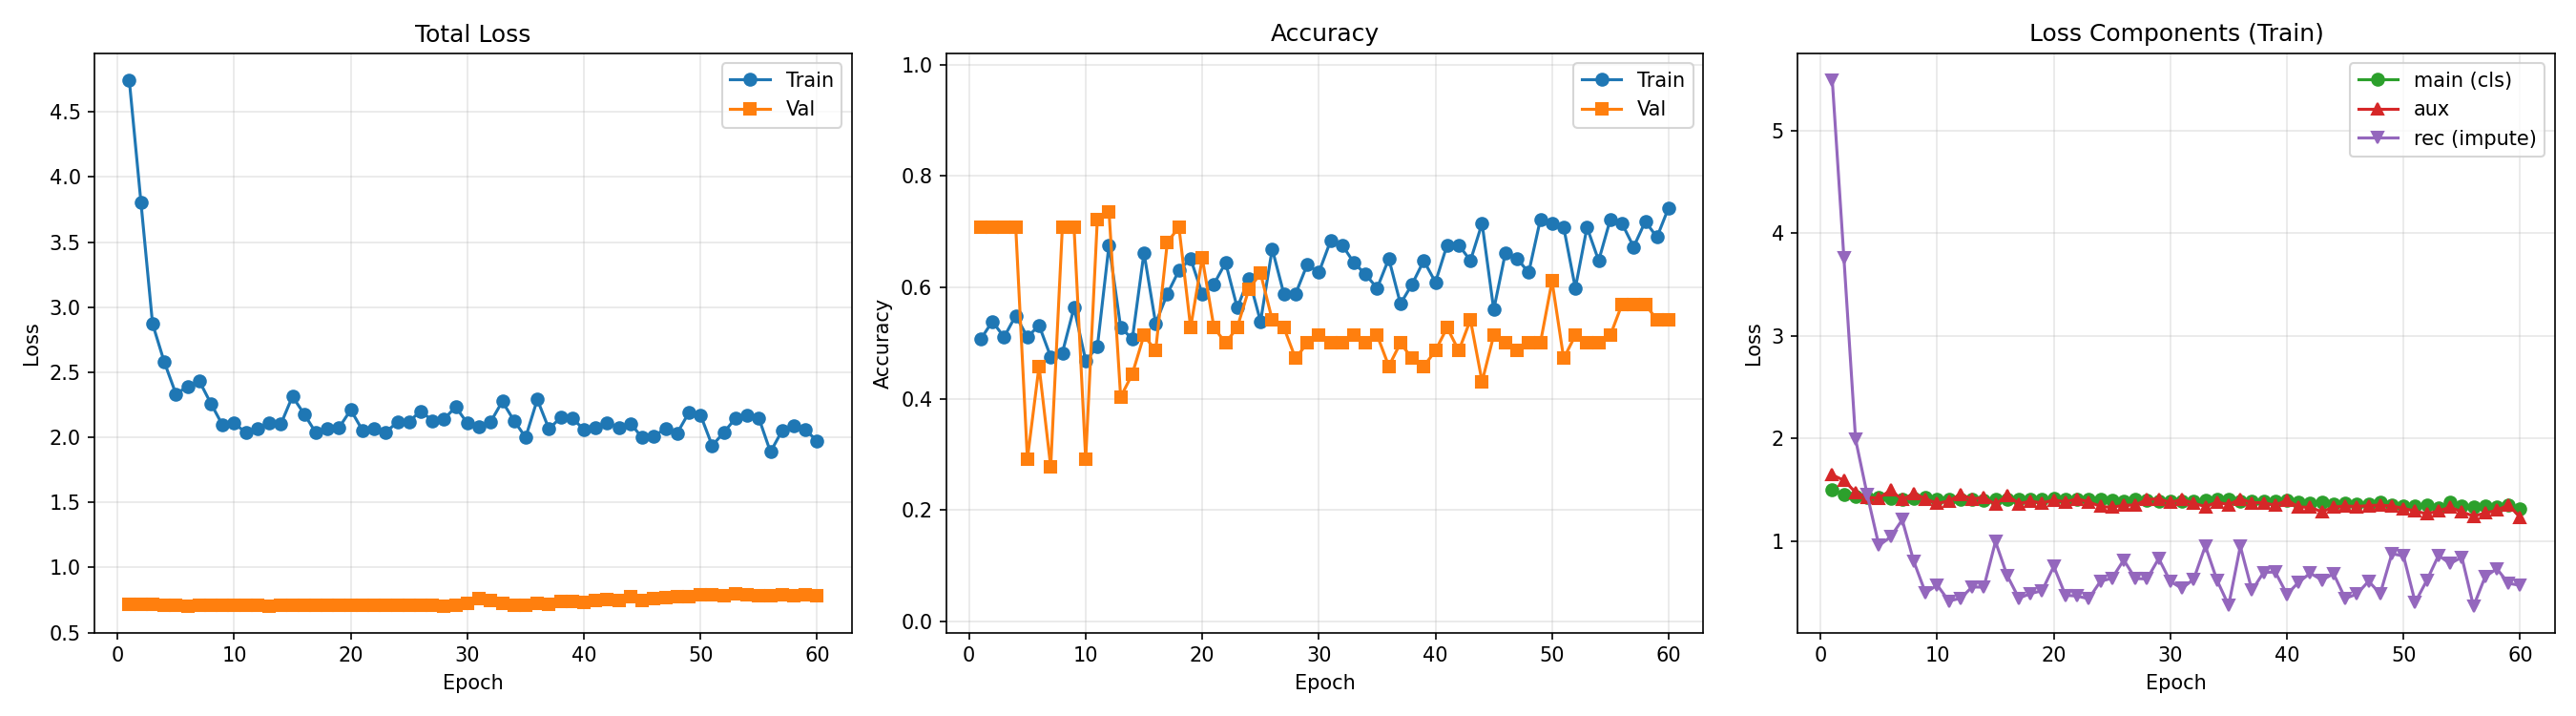 Total Loss
Train
Val
4.5
4.0
3.5
3.0
2.5
2.0
1.5
1.0
0.5
Loss
0
10
20
30
40
50
60
Epoch
Accuracy
Train
Val
1.0
0.8
0.6
0.4
0.2
0.0
Accuracy
0
10
20
30
40
50
60
Epoch
Loss Components (Train)
main (cls)
aux
rec (impute)
5
4
3
2
1
Loss
0
10
20
30
40
50
60
Epoch